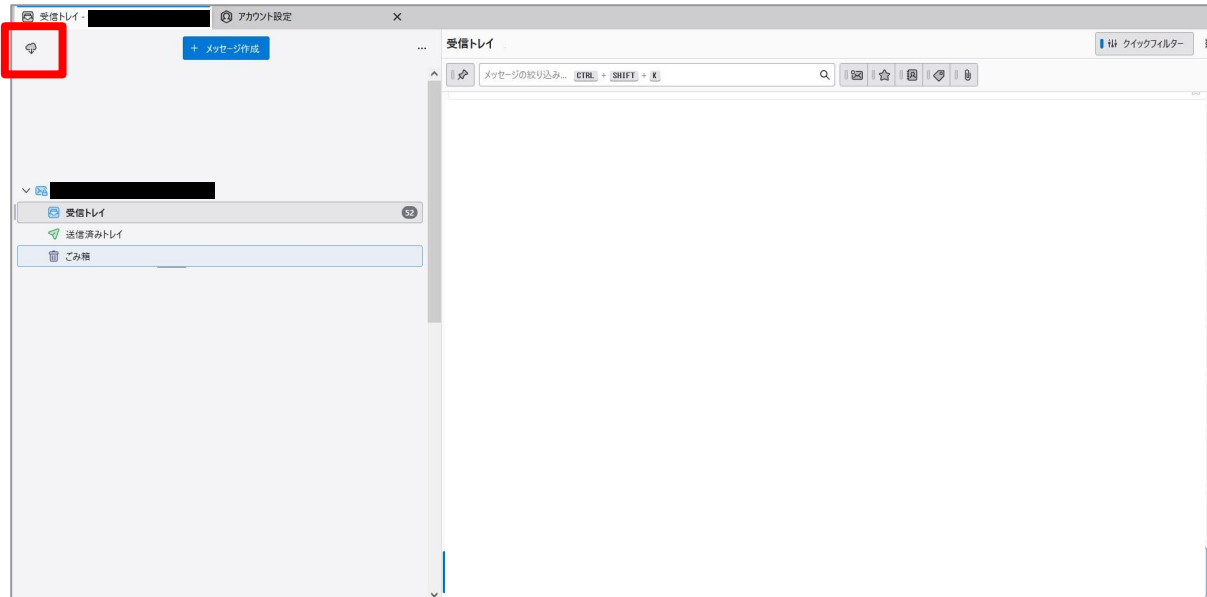 受信トレイ -
アカウント設定
+ メッセージ作成
受信トレイ
クイックフィルター
メッセージの絞り込み... CTRL + SHIFT + K
受信トレイ 52
送信済みトレイ
ごみ箱